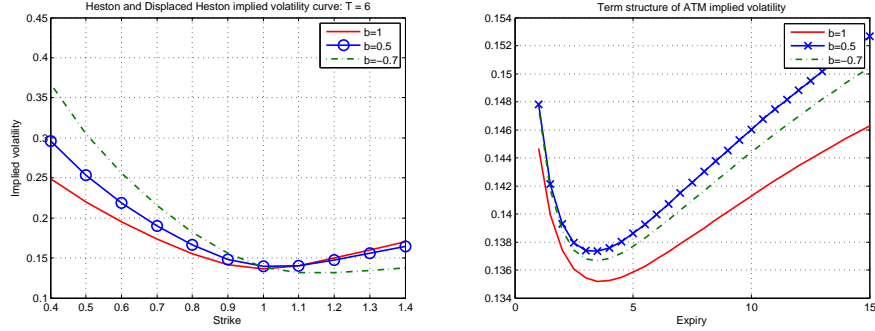 Heston and Displaced Heston implied volatility curve: T = 6
0.45
0.4
0.35
0.3
0.25
0.2
0.15
0.1
Implied volatility
0.4 0.5 0.6 0.7 0.8 0.9 1 1.1 1.2 1.3 1.4
Strike
b=1
b=0.5
b=−0.7
Term structure of ATM implied volatility
0.154
0.152
0.15
0.148
0.146
0.144
0.142
0.14
0.138
0.136
0.134
0 5 10 15
Expiry
b=1
b=0.5
b=−0.7